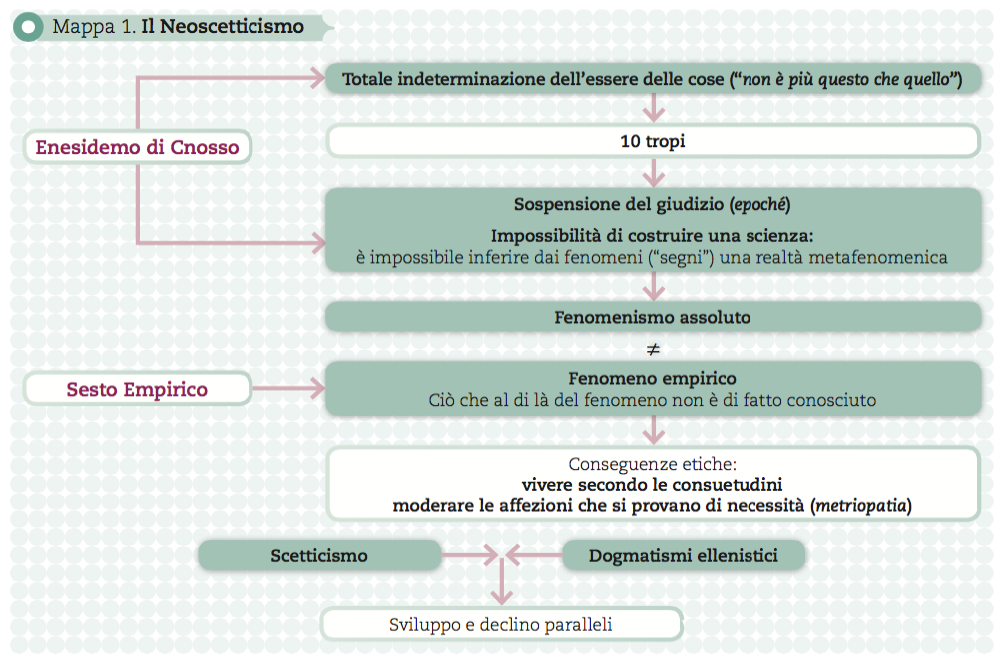 Mappa 1. Il Neoscetticismo
Totale indeterminazione dell’essere delle cose (“non è più questo che quello”)
Enesidemo di Cnosso
10 tropi
Sospensione del giudizio (epoché)
Impossibilità di costruire una scienza:
è impossibile inferire dai fenomeni (“segni”) una realtà metafenomenica
Fenomenismo assoluto
≠
Sesto Empirico
Fenomeno empirico
Ciò che al di là del fenomeno non è di fatto conosciuto
Conseguenze etiche:
vivere secondo le consuetudini
moderare le affezioni che si provano di necessità (metriopatia)
Scetticismo
Dogmatismi ellenistici
Sviluppo e declino paralleli